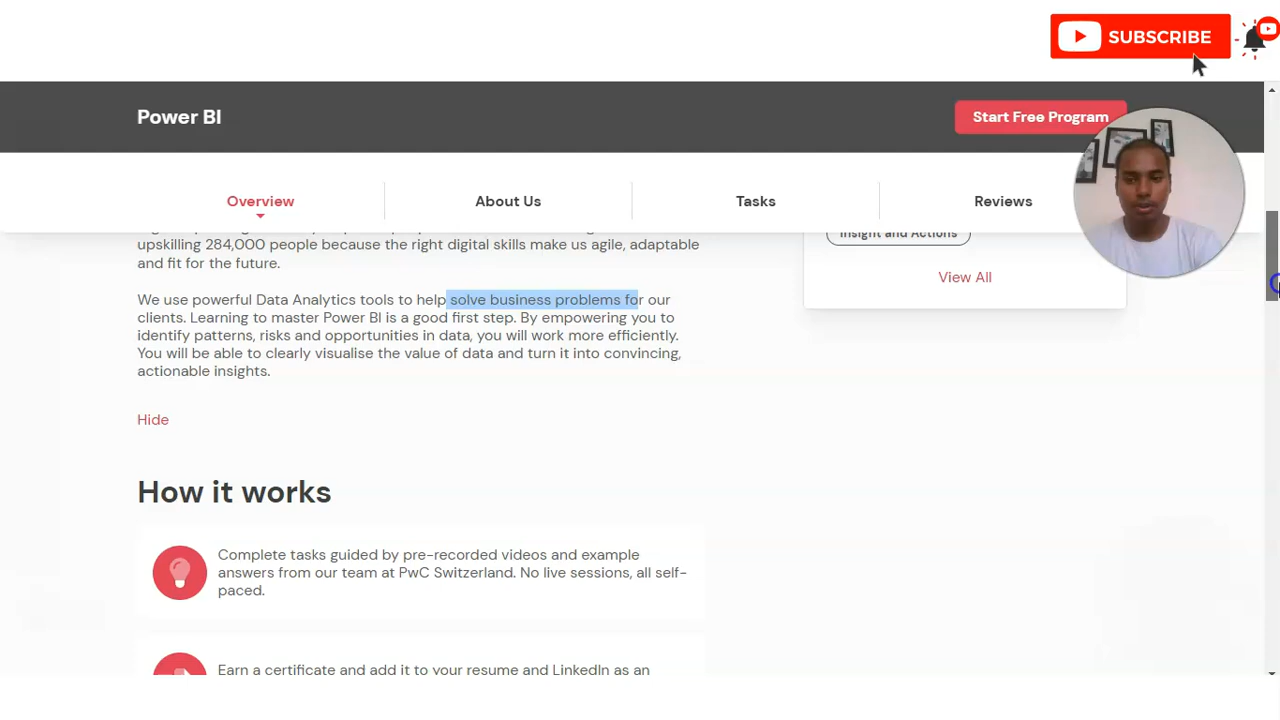 SUBSCRIBE
Power BI
Start Free Program
Overview
About Us
Tasks
Reviews
upskilling 284,000 people because the right digital skills make us agile, adaptable
and fit for the future.
Insight and Actions
View All
We use powerful Data Analytics tools to help solve business problems for our
clients. Learning to master Power BI is a good first step. By empowering you to
identify patterns, risks and opportunities in data, you will work more efficiently.
You will be able to clearly visualise the value of data and turn it into convincing,
actionable insights.
Hide
How it works
Complete tasks guided by pre-recorded videos and example
answers from our team at PwC Switzerland. No live sessions, all self-
paced.
Earn a certificate and add it to your resume and LinkedIn as an